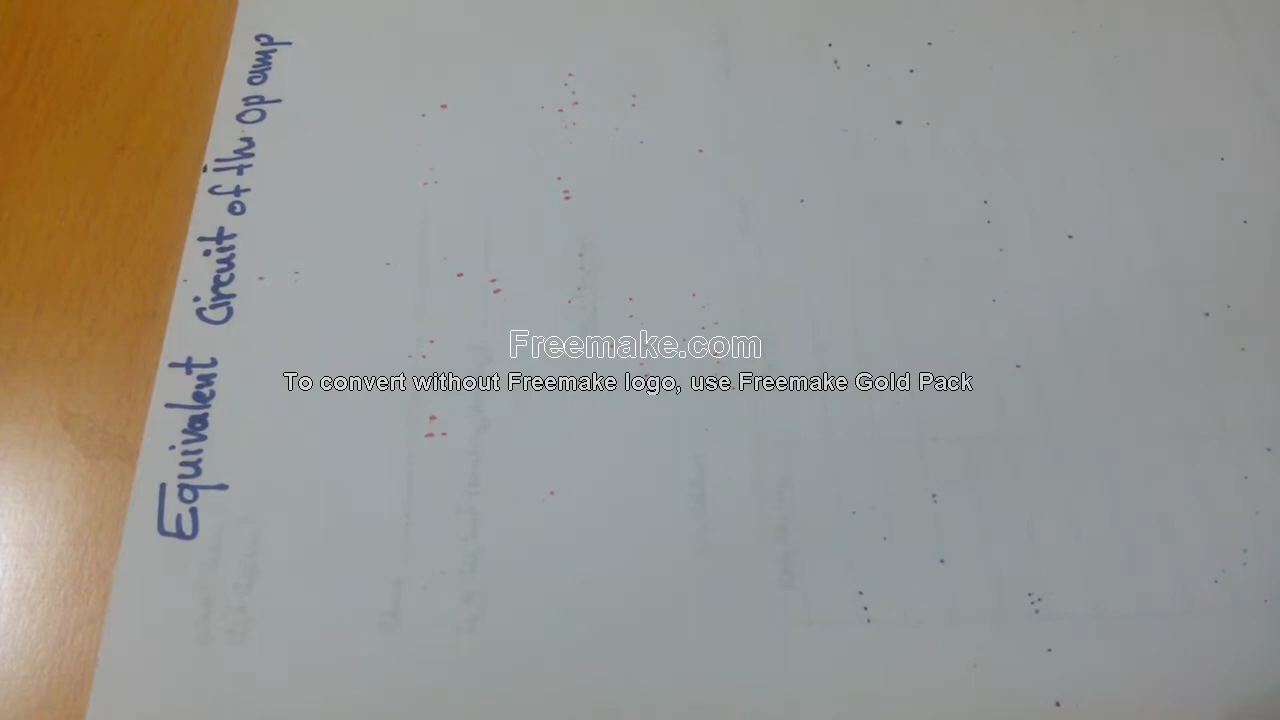 Equivalent Circuit of the Op amp
Freemake.com
To convert without Freemake logo, use Freemake Gold Pack